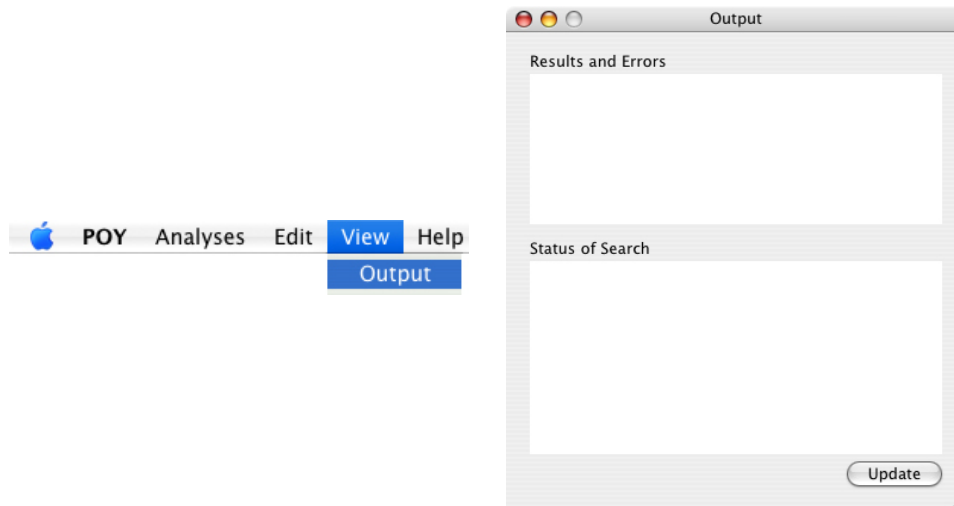 POY Analyses Edit View Help
Output
Output
Results and Errors
Status of Search
Update